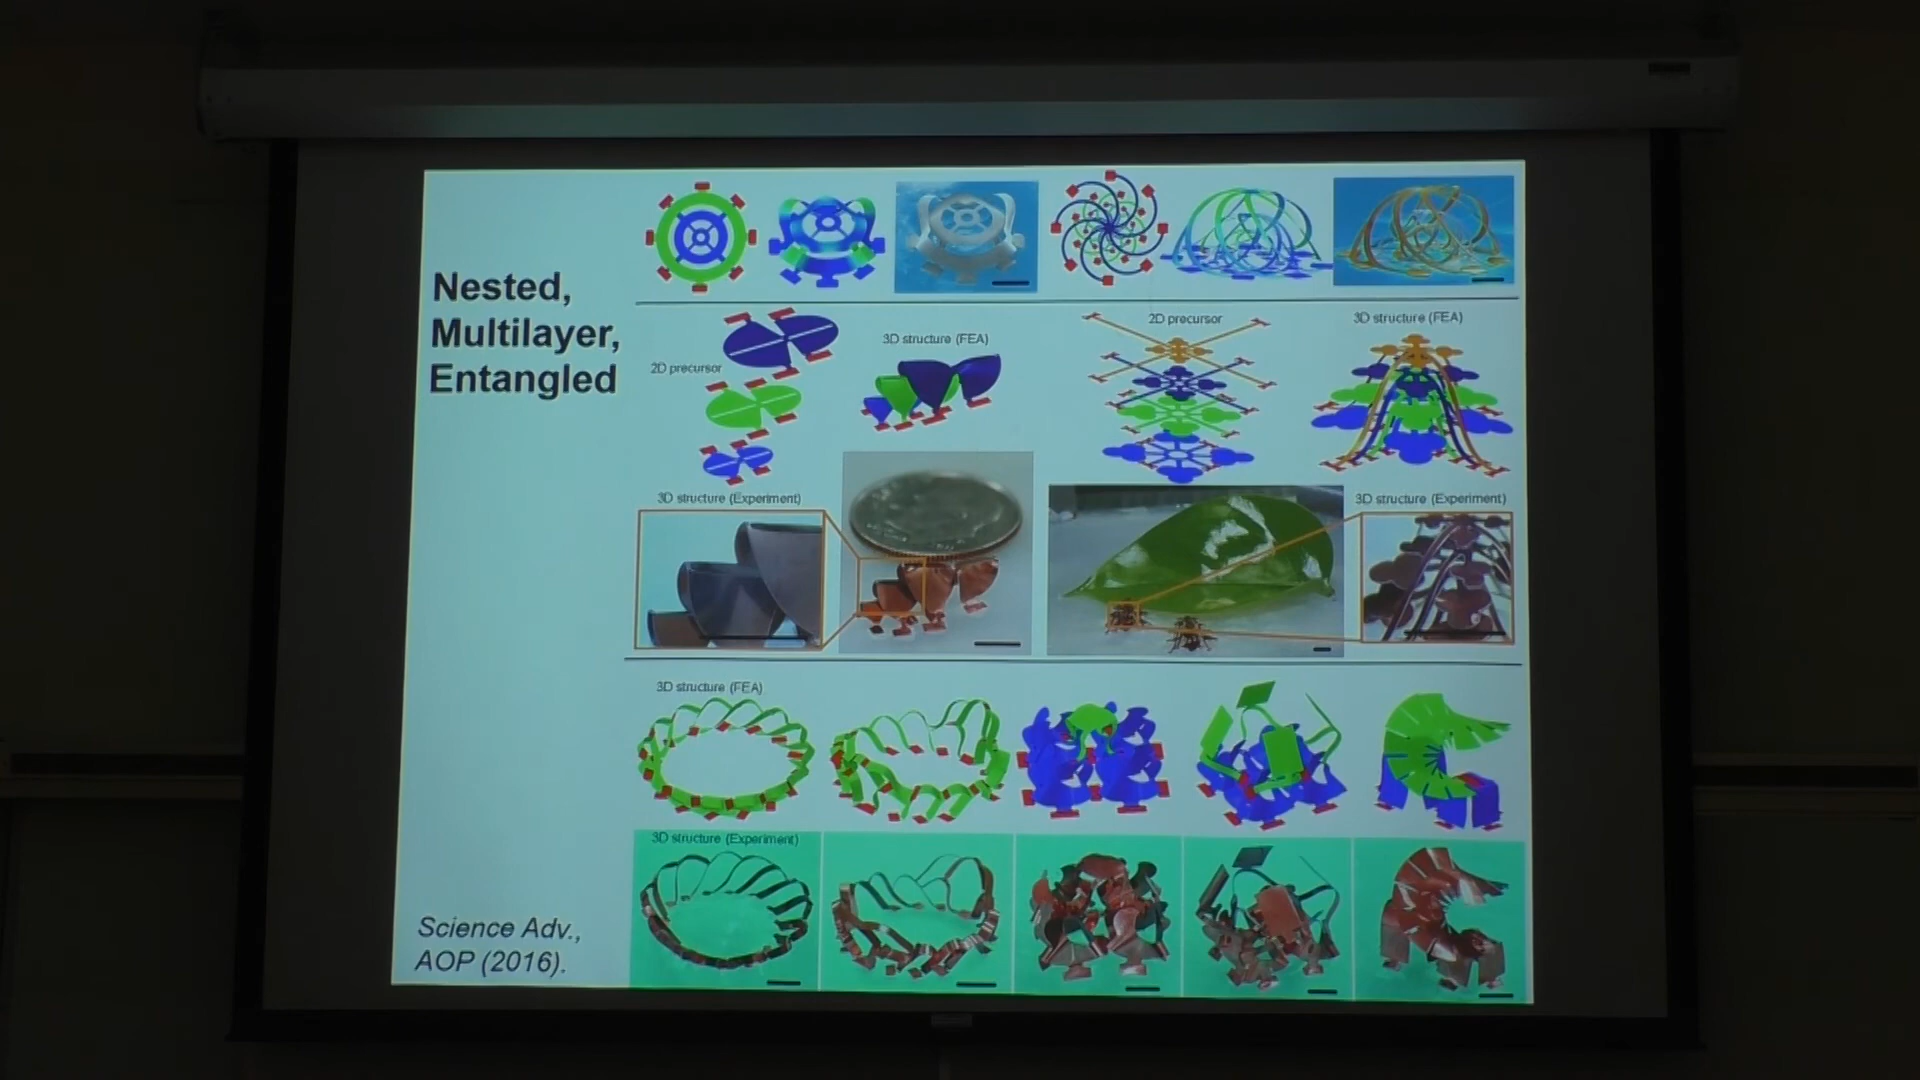 Nested,
Multilayer,
Entangled
2D precursor
3D structure (FEA)
2D precursor
3D structure (FEA)
3D structure (Experiment)
3D structure (Experiment)
3D structure (FEA)
3D structure (Experiment)
Science Adv.,
AOP (2016).